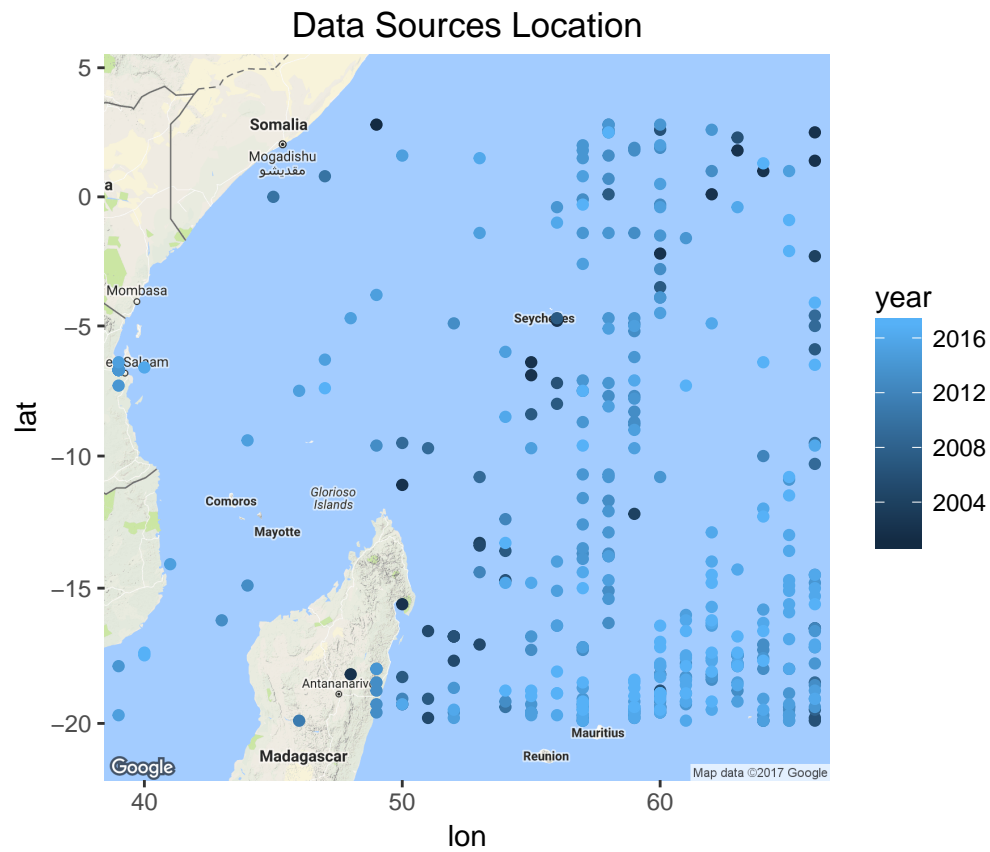 Data Sources Location
5
0
−5
−10
−15
−20
lat
40
50
60
lon
Somalia
Mogadishu
مقديشو
a
Mombasa
Salaam
Seychelles
Comoros
Glorioso
Islands
Mayotte
Antananarivo
Madagascar
Mauritius
Reunion
Google
Map data ©2017 Google
year
2016
2012
2008
2004